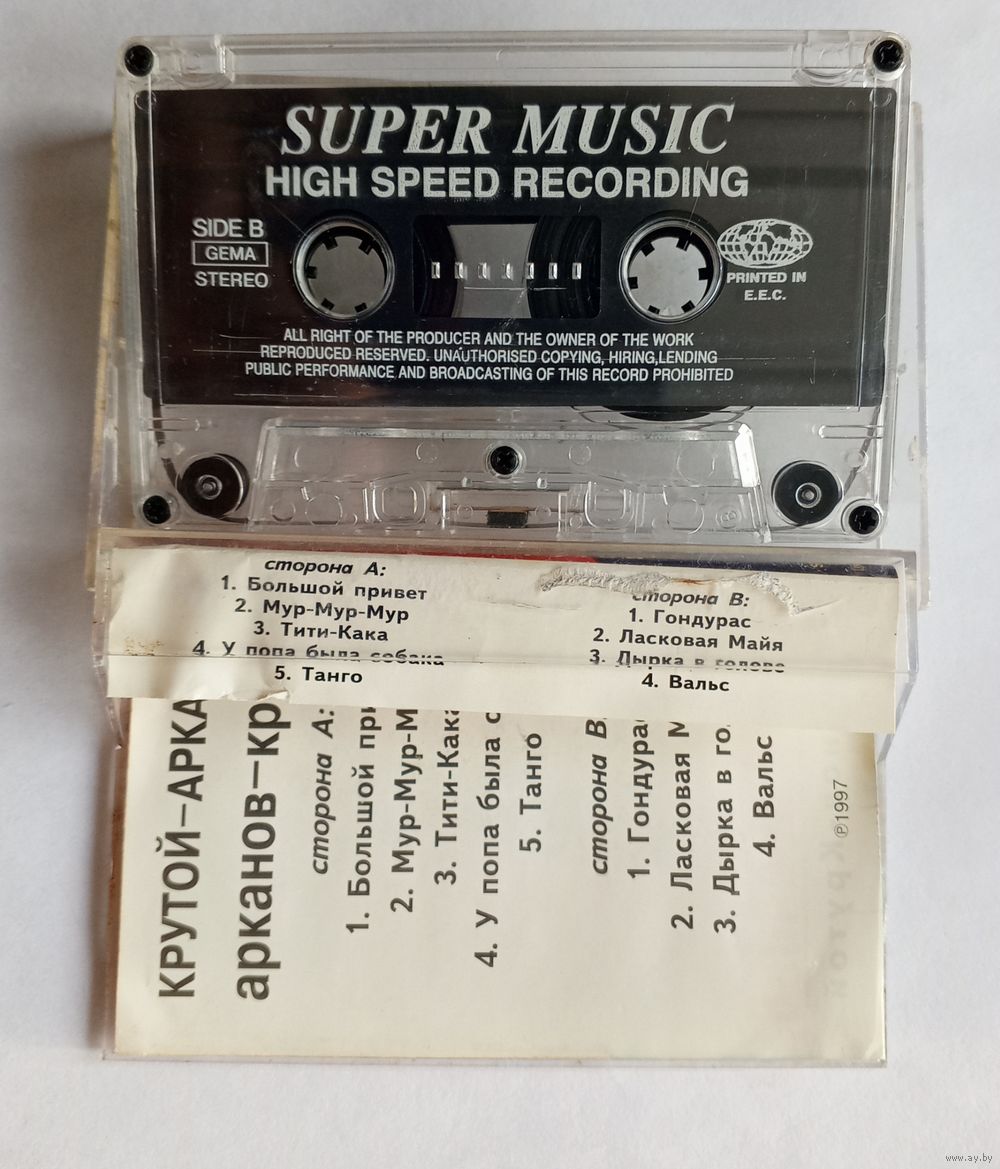 SUPER MUSIC
HIGH SPEED RECORDING
SIDE B
GEMA
STEREO
PRINTED IN
E.E.C.
ALL RIGHT OF THE PRODUCER AND THE OWNER OF THE WORK
REPRODUCED RESERVED. UNAUTHORISED COPYING, HIRING,LENDING
PUBLIC PERFORMANCE AND BROADCASTING OF THIS RECORD PROHIBITED
сторона А:
1. Большой привет
2. Мур-Мур-Мур
3. Тити-Кака
4. У попа была собака
5. Танго
сторона В:
1. Гондурас
2. Ласковая Майя
3. Дырка в голове
4. Вальс
КРУТОЙ-АРКА
арканов-кр
сторона А:
1. Большой при
2. Мур-Мур-М
3. Тити-Кака
4. У попа была с
5. Танго
сторона В
1. Гондурас
2. Ласковая М
3. Дырка в го
4. Вальс
℗1997
www.ay.by